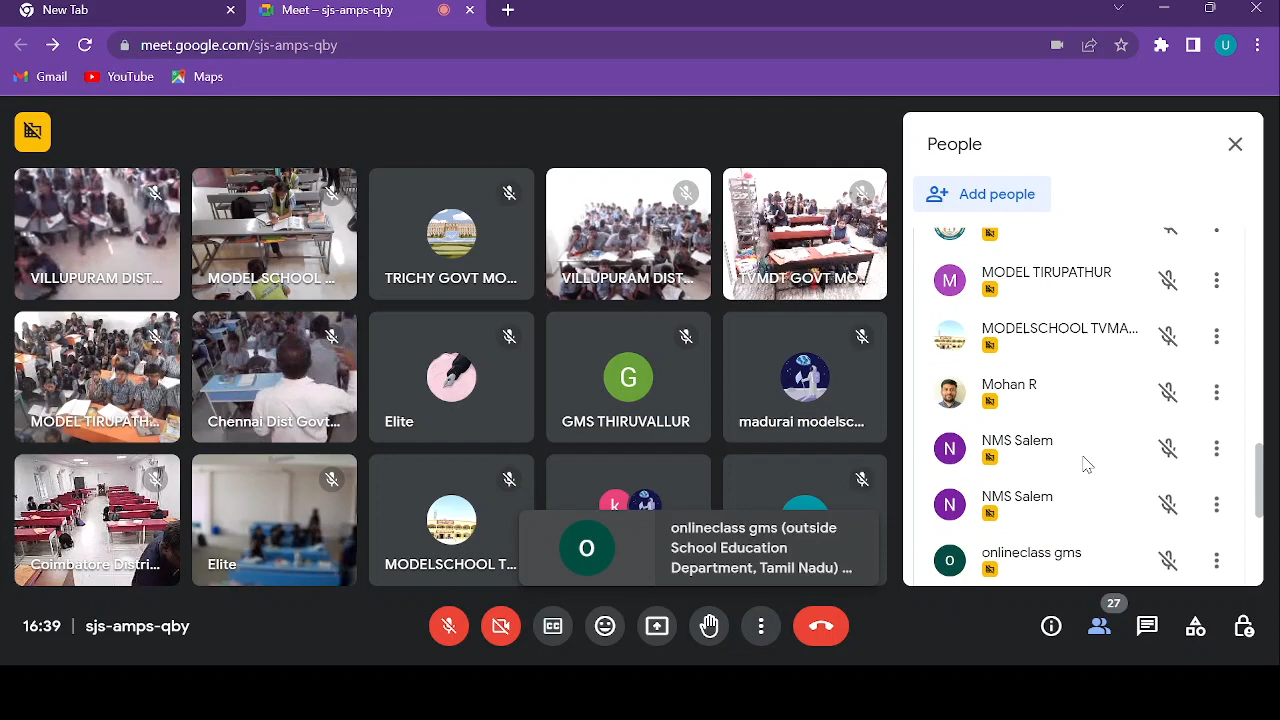 New Tab
Meet – sjs-amps-qby
meet.google.com/sjs-amps-qby
U
Gmail
YouTube
Maps
People
Add people
VILLUPURAM DIST...
MODEL SCHOOL ...
TRICHY GOVT MO...
VILLUPURAM DIST...
TVMDT GOVT MO...
M
MODEL TIRUPATHUR
MODELSCHOOL TVMA...
MODEL TIRUPATH...
Chennai Dist Govt...
Elite
G
GMS THIRUVALLUR
madurai modelsc...
Mohan R
N
NMS Salem
N
NMS Salem
o
onlineclass gms
Coimbatore Distri...
Elite
MODELSCHOOL T...
k
o
onlineclass gms (outside
School Education
Department, Tamil Nadu) ...
16:39 | sjs-amps-qby
CC
27